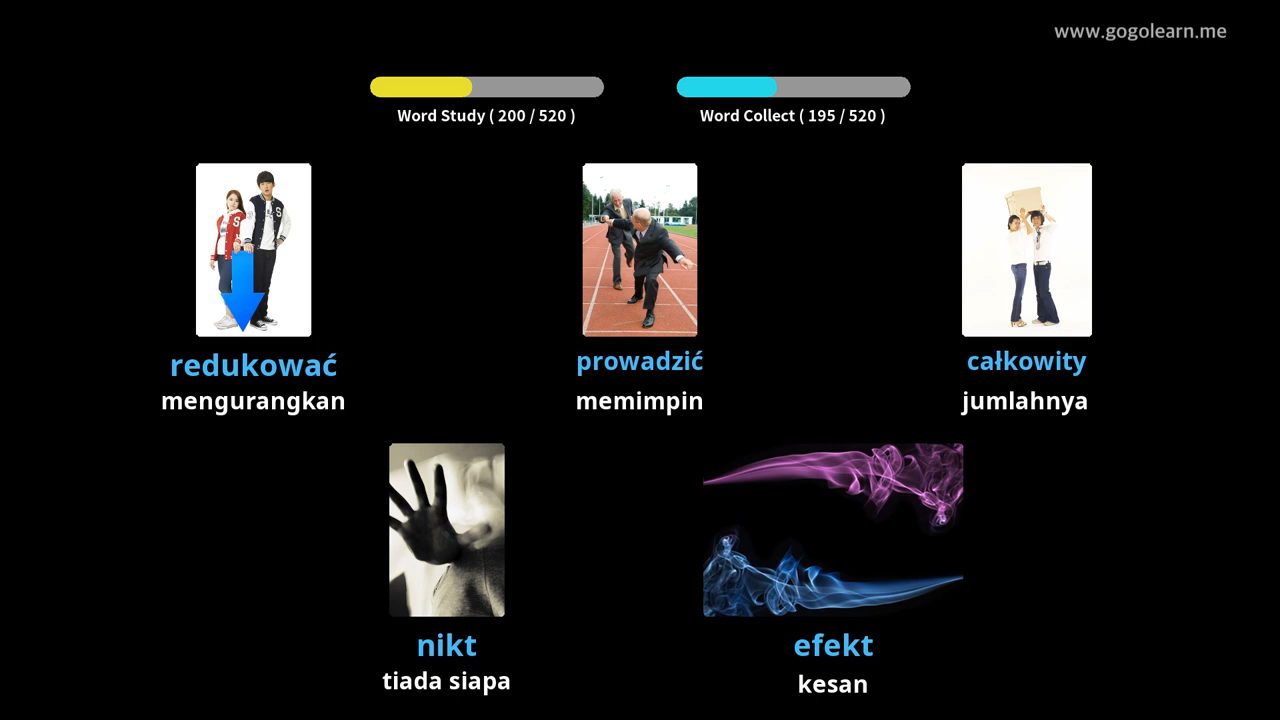 www.gogolearn.me
Word Study ( 200 / 520 )
Word Collect ( 195 / 520 )
S
S
redukować
mengurangkan
prowadzić
memimpin
całkowity
jumlahnya
nikt
tiada siapa
efekt
kesan